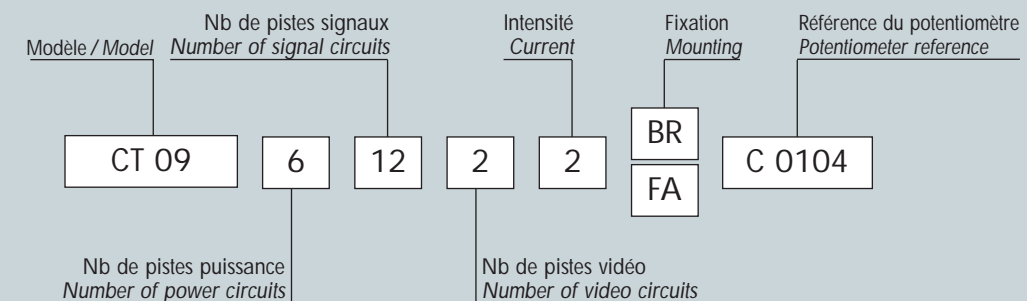 Modèle / Model
Nb de pistes signaux
Number of signal circuits
Intensité
Current
Fixation
Mounting
Référence du potentiomètre
Potentiometer reference
CT 09
6
12
2
2
BR
FA
C 0104
Nb de pistes puissance
Number of power circuits
Nb de pistes vidéo
Number of video circuits